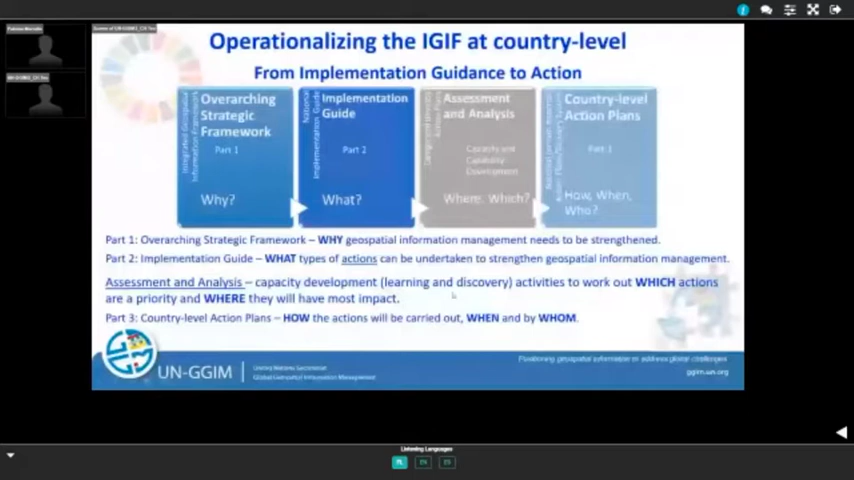 Operationalizing the IGIF at country-level
From Implementation Guidance to Action
Overarching
Strategic
Framework
Part 1
Why?
Implementation
Guide
Part 2
What?
Assessment
and Analysis
Capacity and
Capability
Development
Where, Which?
Country-level
Action Plans
Part 3
How, When,
Who?
Part 1: Overarching Strategic Framework – WHY geospatial information management needs to be strengthened.
Part 2: Implementation Guide – WHAT types of actions can be undertaken to strengthen geospatial information management.
Assessment and Analysis – capacity development (learning and discovery) activities to work out WHICH actions
are a priority and WHERE they will have most impact.
Part 3: Country-level Action Plans – HOW the actions will be carried out, WHEN and by WHOM.
UN-GGIM
United Nations Secretariat
Global Geospatial Information Management
Positioning geospatial information to address global challenges
ggim.un.org
Listening Languages
FL
EN
ES